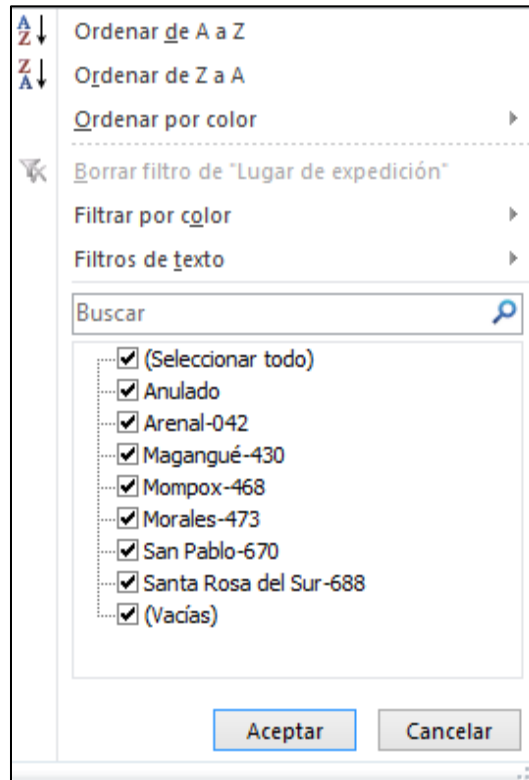 Ordenar de A a Z
Ordenar de Z a A
Ordenar por color
Borrar filtro de "Lugar de expedición"
Filtrar por color
Filtros de texto
Buscar
(Seleccionar todo)
Anulado
Arenal-042
Magangué-430
Mompox-468
Morales-473
San Pablo-670
Santa Rosa del Sur-688
(Vacías)
Aceptar Cancelar